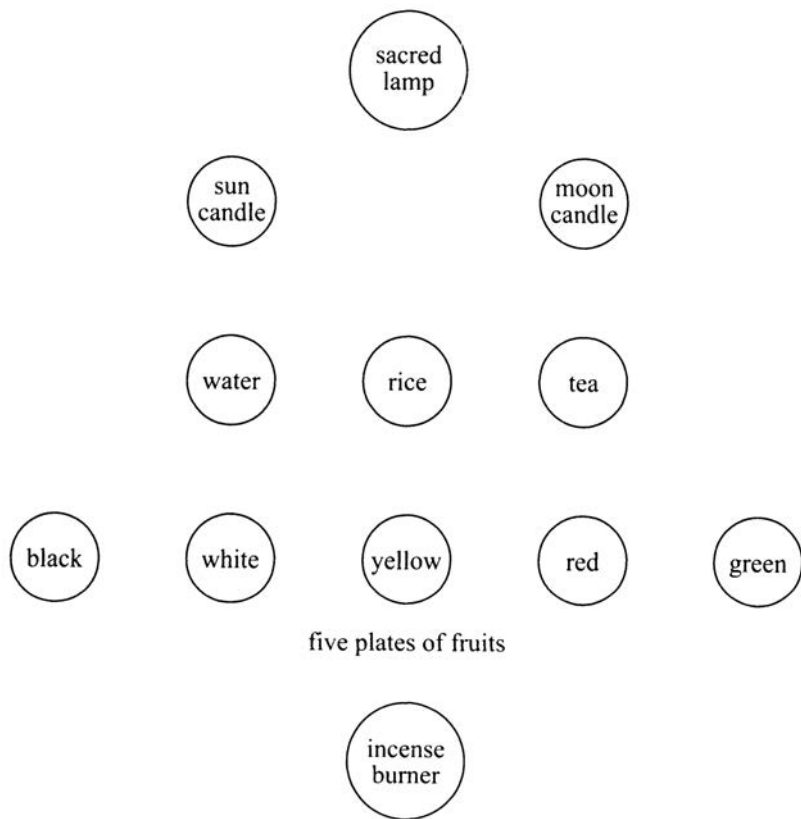 sacred
lamp
sun
candle
moon
candle
water
rice
tea
black
white
yellow
red
green
five plates of fruits
incense
burner